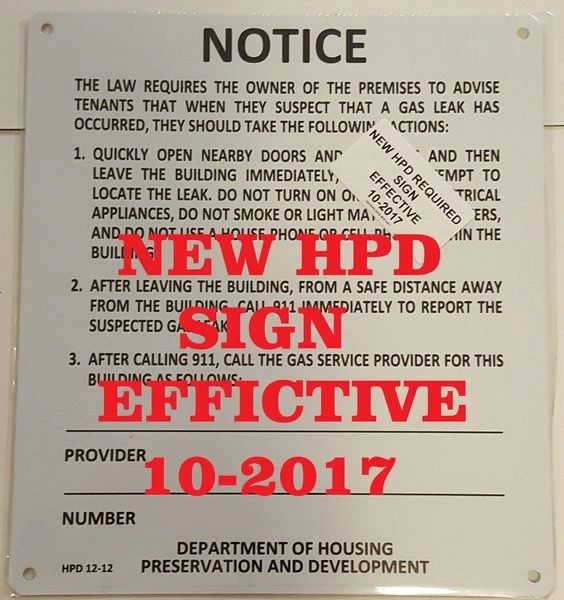 NOTICE
THE LAW REQUIRES THE OWNER OF THE PREMISES TO ADVISE
TENANTS THAT WHEN THEY SUSPECT THAT A GAS LEAK HAS
OCCURRED, THEY SHOULD TAKE THE FOLLOWING ACTIONS:
1. QUICKLY OPEN NEARBY DOORS AND AND THEN
LEAVE THE BUILDING IMMEDIATELY, EMPT TO
LOCATE THE LEAK. DO NOT TURN ON TRICAL
APPLIANCES, DO NOT SMOKE OR LIGHT ERS,
AND DO NOT USE A HOUSE PHONE OR CELL THE
BUILDING
NEW HPD REQUIRED
SIGN
EFFECTIVE
10-2017
NEW HPD
2. AFTER LEAVING THE BUILDING, FROM A SAFE DISTANCE AWAY
FROM THE BUILDING, CALL 911 IMMEDIATELY TO REPORT THE
SUSPECTED GAS LEAK
SIGN
3. AFTER CALLING 911, CALL THE GAS SERVICE PROVIDER FOR THIS
BUILDING AS FOLLOWS:
EFFICTIVE
PROVIDER
10-2017
NUMBER
DEPARTMENT OF HOUSING
HPD 12-12 PRESERVATION AND DEVELOPMENT